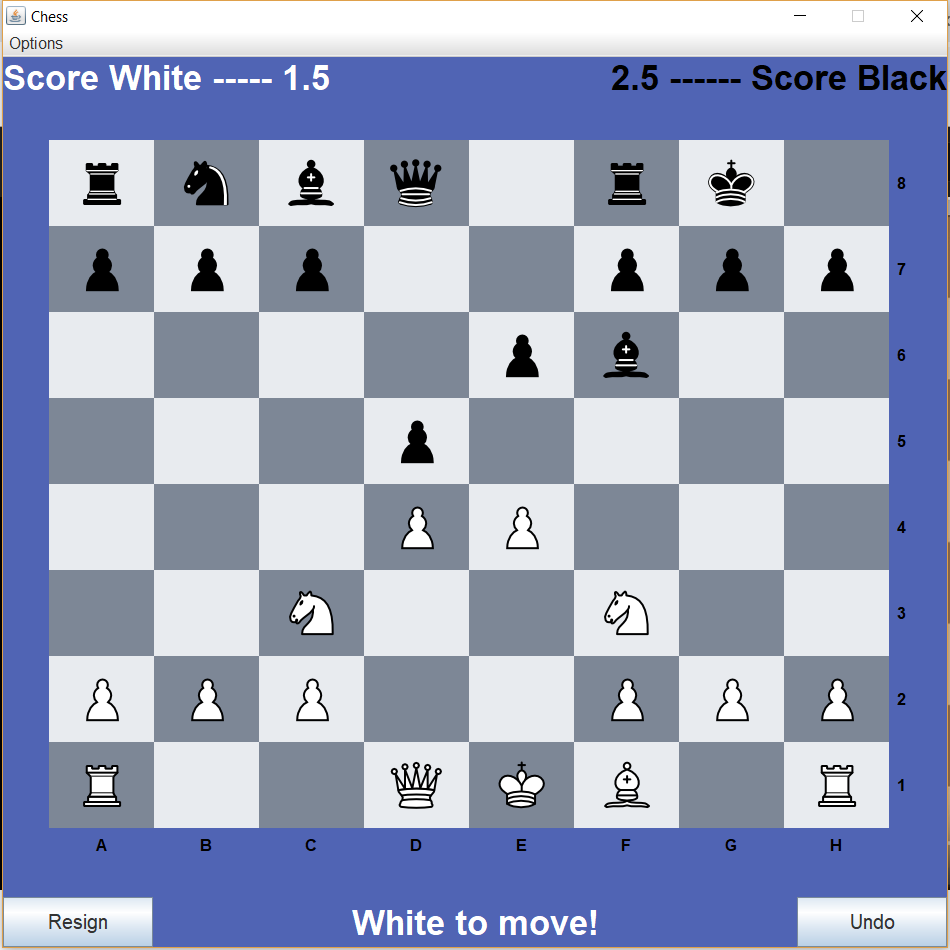 Chess
Options
Score White ----- 1.5
2.5 ------ Score Black
8
7
6
5
4
3
2
1
A B C D E F G H
Resign
White to move!
Undo